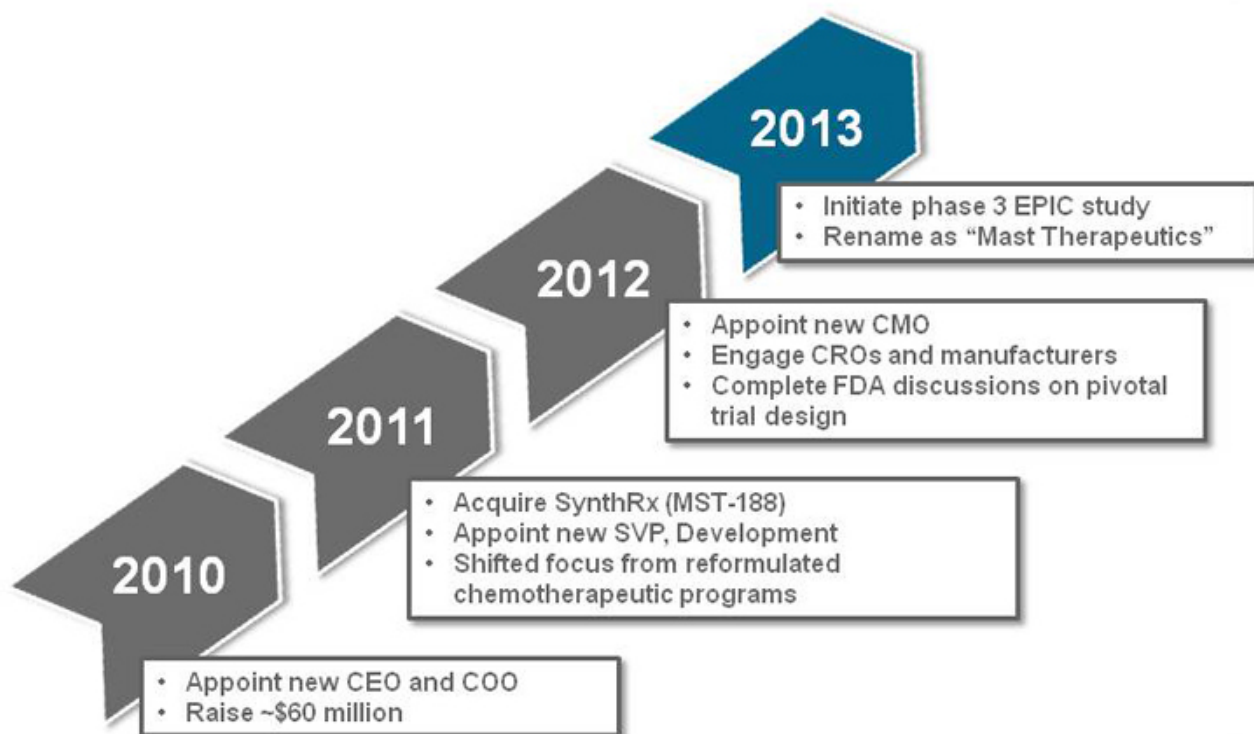 2013
• Initiate phase 3 EPIC study
• Rename as “Mast Therapeutics”
2012
• Appoint new CMO
• Engage CROs and manufacturers
• Complete FDA discussions on pivotal
trial design
2011
• Acquire SynthRx (MST-188)
• Appoint new SVP, Development
• Shifted focus from reformulated
chemotherapeutic programs
2010
• Appoint new CEO and COO
• Raise ~$60 million